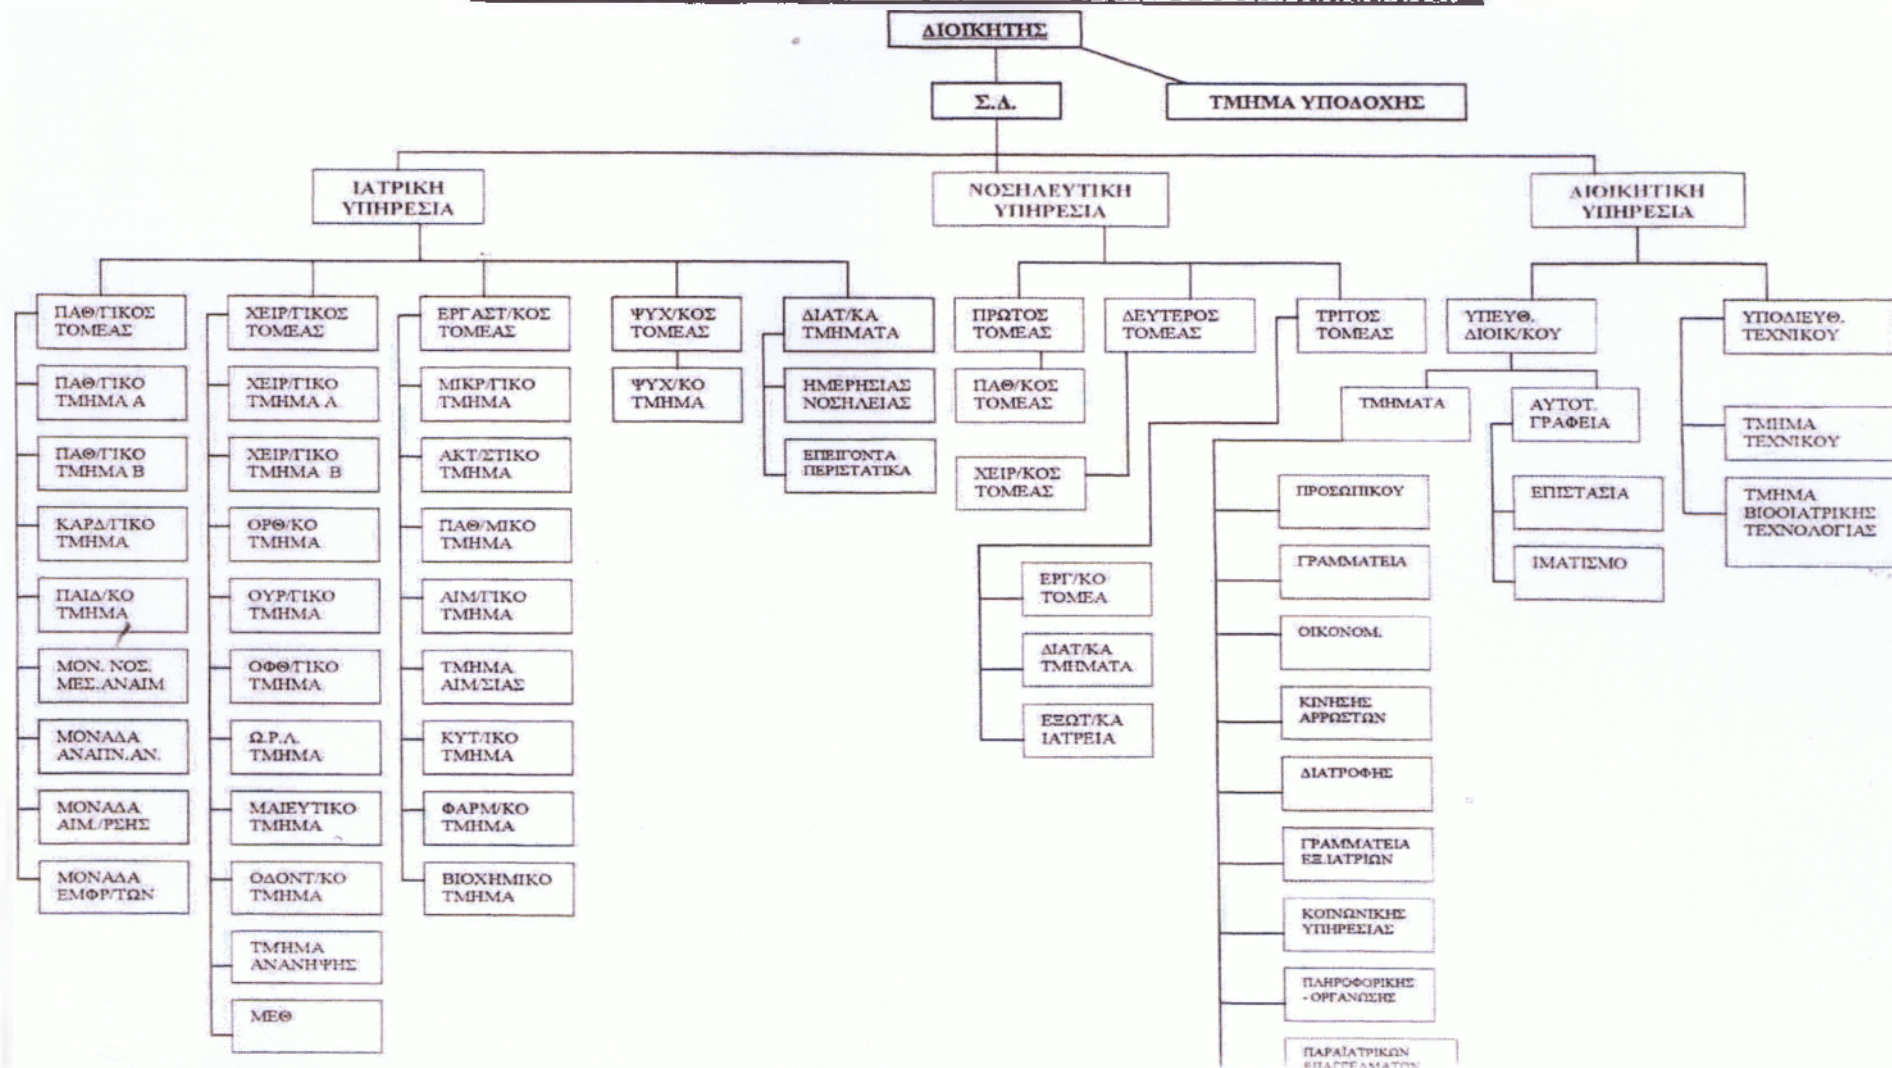 ΔΙΟΙΚΗΤΗΣ
Σ.Δ.
ΤΜΗΜΑ ΥΠΟΔΟΧΗΣ
ΙΑΤΡΙΚΗ
ΥΠΗΡΕΣΙΑ
ΝΟΣΗΛΕΥΤΙΚΗ
ΥΠΗΡΕΣΙΑ
ΔΙΟΙΚΗΤΙΚΗ
ΥΠΗΡΕΣΙΑ
ΠΑΘ/ΓΙΚΟΣ
ΤΟΜΕΑΣ
ΠΑΘ/ΓΙΚΟ
ΤΜΗΜΑ Α
ΠΑΘ/ΓΙΚΟ
ΤΜΗΜΑ Β
ΚΑΡΔ/ΓΙΚΟ
ΤΜΗΜΑ
ΠΑΙΔ/ΚΟ
ΤΜΗΜΑ
ΜΟΝ. ΝΟΣ.
ΜΕΣ.ΑΝΑΙΜ
ΜΟΝΑΔΑ
ΑΝΑΠΝ.ΑΝ.
ΜΟΝΑΔΑ
ΑΙΜ./ΡΣΗΣ
ΜΟΝΑΔΑ
ΕΜΦΡ/ΤΩΝ
ΧΕΙΡ/ΓΙΚΟΣ
ΤΟΜΕΑΣ
ΧΕΙΡ/ΓΙΚΟ
ΤΜΗΜΑ Α
ΧΕΙΡ/ΓΙΚΟ
ΤΜΗΜΑ Β
ΟΡΘ/ΚΟ
ΤΜΗΜΑ
ΟΥΡ/ΓΙΚΟ
ΤΜΗΜΑ
ΟΦΘ/ΓΙΚΟ
ΤΜΗΜΑ
Ω.Ρ.Λ.
ΤΜΗΜΑ
ΜΑΙΕΥΤΙΚΟ
ΤΜΗΜΑ
ΟΔΟΝΤ/ΚΟ
ΤΜΗΜΑ
ΤΜΗΜΑ
ΑΝΑΝΗΨΗΣ
ΜΕΘ
ΕΡΓΑΣΤ/ΚΟΣ
ΤΟΜΕΑΣ
ΜΙΚΡ/ΓΙΚΟ
ΤΜΗΜΑ
ΑΚΤ/ΣΤΙΚΟ
ΤΜΗΜΑ
ΠΑΘ/ΜΙΚΟ
ΤΜΗΜΑ
ΑΙΜ/ΓΙΚΟ
ΤΜΗΜΑ
ΤΜΗΜΑ
ΑΙΜ/ΣΙΑΣ
ΚΥΤ/ΙΚΟ
ΤΜΗΜΑ
ΦΑΡΜ/ΚΟ
ΤΜΗΜΑ
ΒΙΟΧΗΜΙΚΟ
ΤΜΗΜΑ
ΨΥΧ/ΚΟΣ
ΤΟΜΕΑΣ
ΨΥΧ/ΚΟ
ΤΜΗΜΑ
ΔΙΑΤ/ΚΑ
ΤΜΗΜΑΤΑ
ΗΜΕΡΗΣΙΑΣ
ΝΟΣΗΛΕΙΑΣ
ΕΠΕΙΓΟΝΤΑ
ΠΕΡΙΣΤΑΤΙΚΑ
ΠΡΩΤΟΣ
ΤΟΜΕΑΣ
ΠΑΘ/ΚΟΣ
ΤΟΜΕΑΣ
ΔΕΥΤΕΡΟΣ
ΤΟΜΕΑΣ
ΧΕΙΡ/ΚΟΣ
ΤΟΜΕΑΣ
ΤΡΙΤΟΣ
ΤΟΜΕΑΣ
ΕΡΓ/ΚΟ
ΤΟΜΕΑ
ΔΙΑΤ/ΚΑ
ΤΜΗΜΑΤΑ
ΕΞΩΤ/ΚΑ
ΙΑΤΡΕΙΑ
ΥΠΕΥΘ.
ΔΙΟΙΚ/ΚΟΥ
ΤΜΗΜΑΤΑ
ΠΡΟΣΩΠΙΚΟΥ
ΓΡΑΜΜΑΤΕΙΑ
ΟΙΚΟΝΟΜ.
ΚΙΝΗΣΗΣ
ΑΡΡΩΣΤΩΝ
ΔΙΑΤΡΟΦΗΣ
ΓΡΑΜΜΑΤΕΙΑ
ΕΞ.ΙΑΤΡΙΩΝ
ΚΟΙΝΩΝΙΚΗΣ
ΥΠΗΡΕΣΙΑΣ
ΠΛΗΡΟΦΟΡΙΚΗΣ
- ΟΡΓΑΝΩΣΗΣ
ΠΑΡΑΪΑΤΡΙΚΩΝ
ΑΥΤΟΤ.
ΓΡΑΦΕΙΑ
ΕΠΙΣΤΑΣΙΑ
ΙΜΑΤΙΣΜΟ
ΥΠΟΔΙΕΥΘ.
ΤΕΧΝΙΚΟΥ
ΤΜΗΜΑ
ΤΕΧΝΙΚΟΥ
ΤΜΗΜΑ
ΒΙΟΟΙΑΤΡΙΚΗΣ
ΤΕΧΝΟΛΟΓΙΑΣ